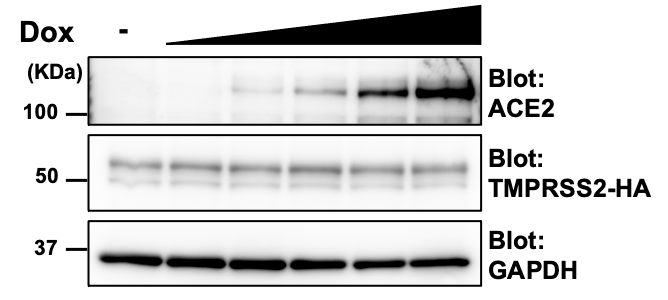 Dox -
(KDa)
100
Blot:
ACE2
50
Blot:
TMPRSS2-HA
37
Blot:
GAPDH